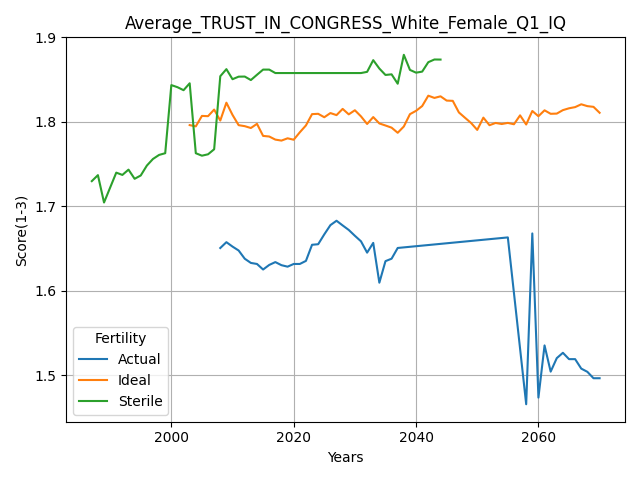 Average_TRUST_IN_CONGRESS_White_Female_Q1_IQ
1.9
1.8
1.7
1.6
1.5
Score(1-3)
Fertility
Actual
Ideal
Sterile
2000
2020
2040
2060
Years